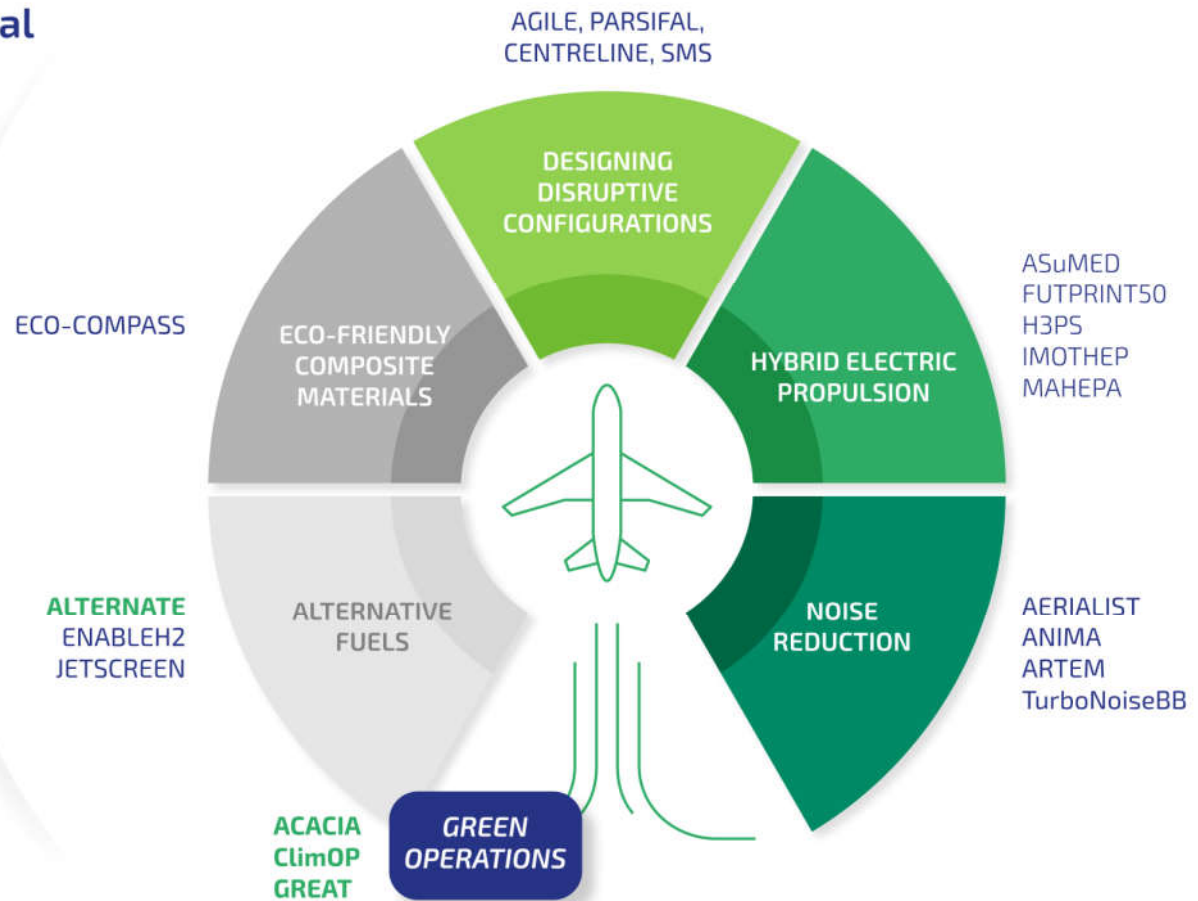 al
AGILE, PARSIFAL,
CENTRELINE, SMS
DESIGNING
DISRUPTIVE
CONFIGURATIONS
ECO-COMPASS
ECO-FRIENDLY
COMPOSITE
MATERIALS
HYBRID ELECTRIC
PROPULSION
ASuMED
FUTPRINT50
H3PS
IMOTHEP
MAHEPA
ALTERNATE
ENABLEH2
JETSCREEN
ALTERNATIVE
FUELS
NOISE
REDUCTION
AERIALIST
ANIMA
ARTEM
TurboNoiseBB
ACACIA
ClimOP
GREAT
GREEN
OPERATIONS